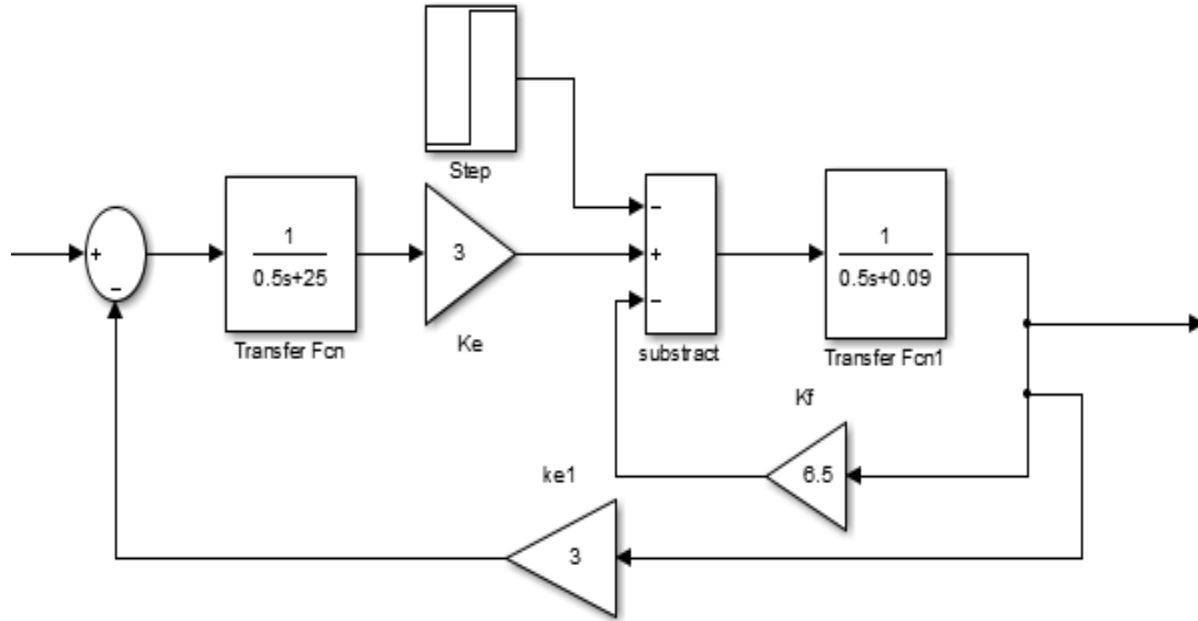 Step
+
−
1
0.5s+25
Transfer Fcn
3
Ke
−
+
−
substract
1
0.5s+0.09
Transfer Fcn1
Kf
6.5
ke1
3